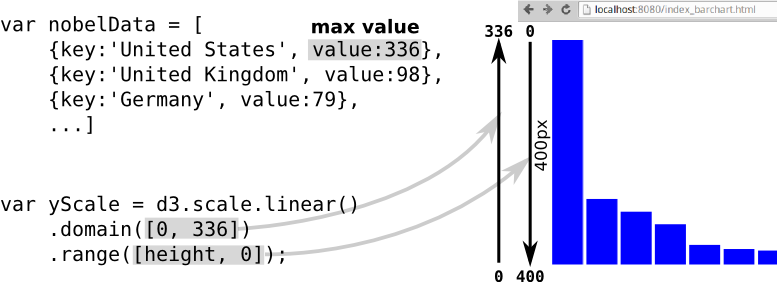 var nobelData = [
max value
{key:'United States', value:336},
{key:'United Kingdom', value:98},
{key:'Germany', value:79},
...]
var yScale = d3.scale.linear()
.domain([0, 336])
.range([height, 0]);
336 0
400px
0 400
localhost:8080/index_barchart.html